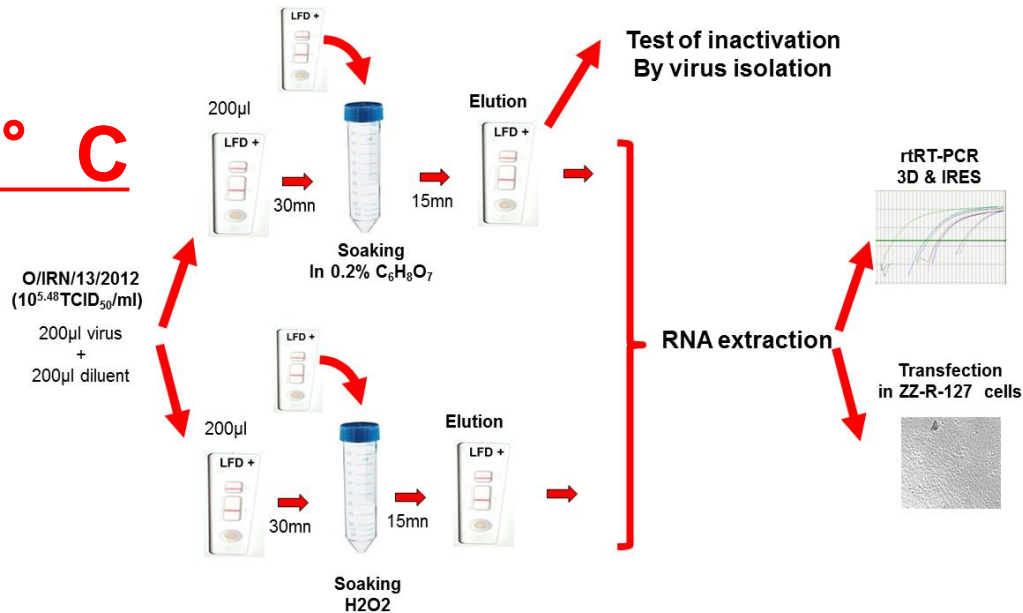 ° C
LFD +
200µl
LFD +
30mn
Soaking
In 0.2% C₆H₈O₇
15mn
Elution
LFD +
Test of inactivation
By virus isolation
O/IRN/13/2012
(10⁵·⁴⁸TCID₅₀/ml)
200µl virus
+
200µl diluent
LFD +
200µl
LFD +
30mn
Soaking
H2O2
15mn
Elution
LFD +
RNA extraction
rtRT-PCR
3D & IRES
Transfection
in ZZ-R-127 cells